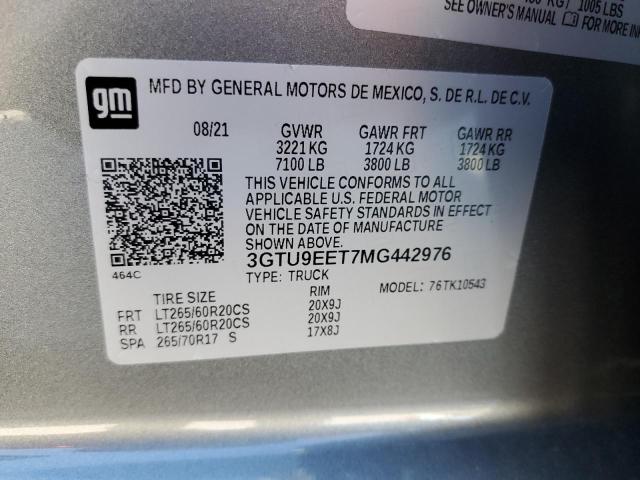 KG / 1005 LBS
SEE OWNER'S MANUAL FOR MORE
gm
MFD BY GENERAL MOTORS DE MEXICO, S. DE R.L. DE C.V.
08/21 GVWR GAWR FRT GAWR RR
3221 KG 1724 KG 1724 KG
7100 LB 3800 LB 3800 LB
THIS VEHICLE CONFORMS TO ALL
APPLICABLE U.S. FEDERAL MOTOR
VEHICLE SAFETY STANDARDS IN EFFECT
ON THE DATE OF MANUFACTURE
SHOWN ABOVE.
3GTU9EET7MG442976
464C
TYPE: TRUCK MODEL: 76TK10543
TIRE SIZE RIM
FRT LT265/60R20CS 20X9J
RR LT265/60R20CS 20X9J
SPA 265/70R17 S 17X8J